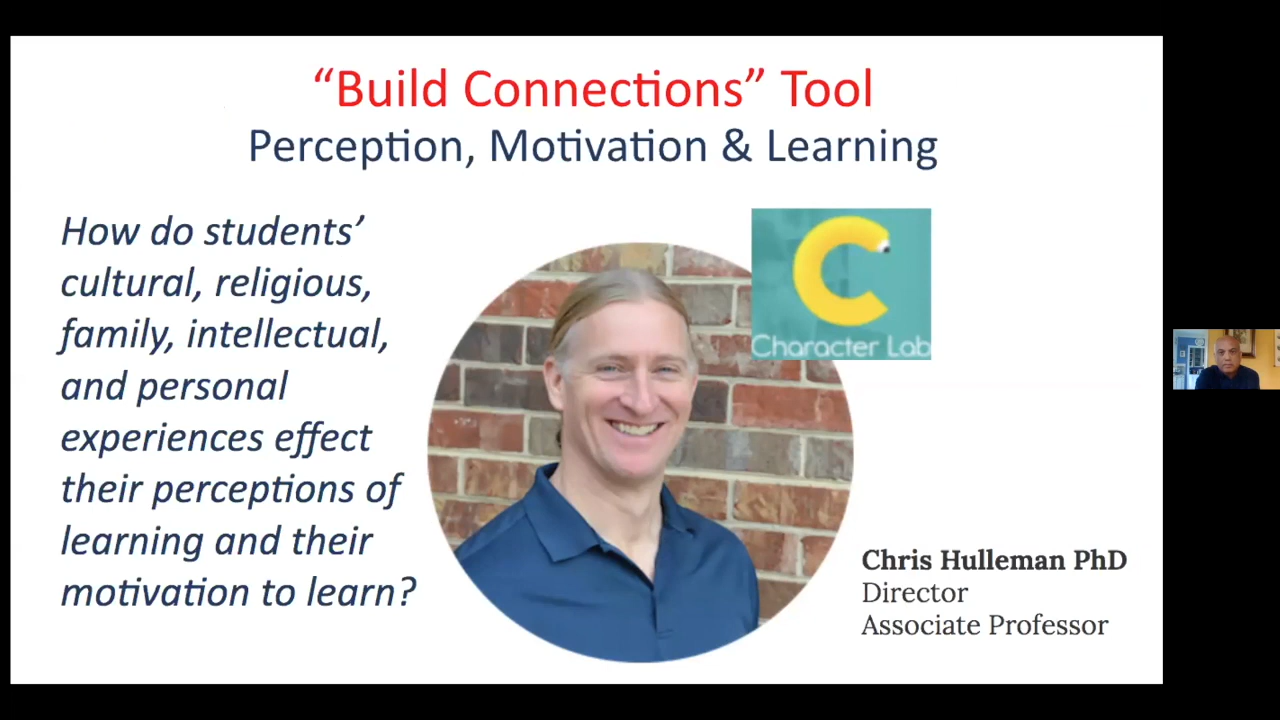 “Build Connections” Tool
Perception, Motivation & Learning
How do students’
cultural, religious,
family, intellectual,
and personal
experiences effect
their perceptions of
learning and their
motivation to learn?
C
Character Lab
Chris Hulleman PhD
Director
Associate Professor